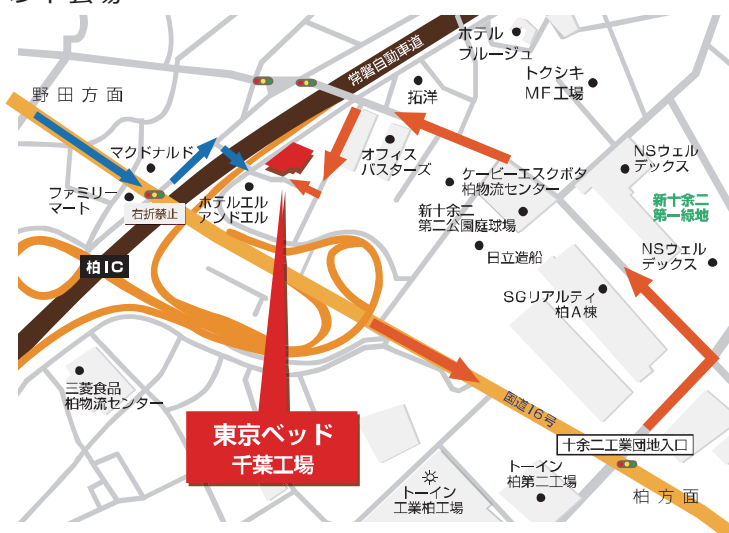 常磐自動車道
ホテル
ブルージュ
トクシキ
MF工場
野田方面
拓洋
マクドナルド
オフィス
バスターズ
NSウェル
デックス
ケービーエスクボタ
柏物流センター
ファミリー
マート
右折禁止
ホテルエル
アンドエル
新十余二
第二公園庭球場
新十余二
第一緑地
日立造船
NSウェル
デックス
柏IC
SGリアルティ
柏A棟
三菱食品
柏物流センター
国道16号
東京ベッド
千葉工場
十余二工業団地入口
トーイン
柏第二工場
トーイン
工業柏工場
柏方面